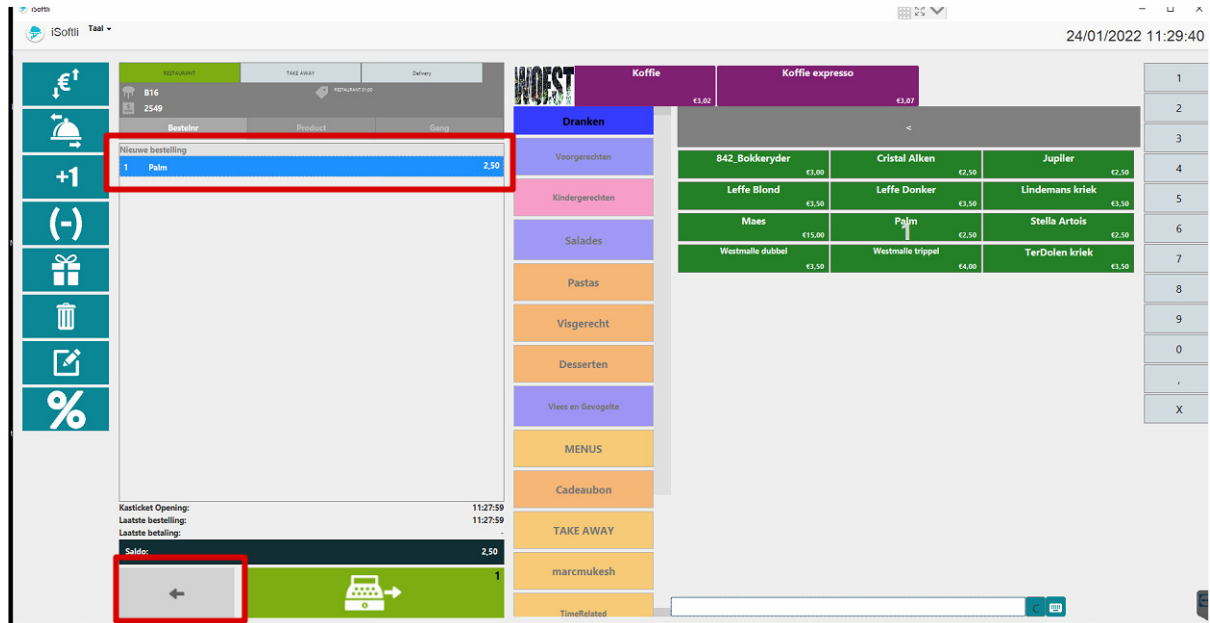 iSoftli
iSoftli Taal
24/01/2022 11:29:40
€
+1
(-)
%
RESTAURANT TAKE AWAY Delivery
B16
2549
Bestelnr Product Gang
Nieuwe bestelling
1 Palm 2,50
Kasticket Opening: 11:27:59
Laatste bestelling: 11:27:59
Laatste betaling: -
Saldo: 2,50
1
WOEST
Koffie
€3,02
Koffie expresso
€3,07
Dranken
Voorgerechten
Kindergerechten
Salades
Pastas
Visgerecht
Desserten
Vlees en Gevogelte
MENUS
Cadeaubon
TAKE AWAY
marcmukesh
TimeRelated
<
842_Bokkeryder Cristal Alken Jupiler
€3,00 €2,50 €2,50
Leffe Blond Leffe Donker Lindemans kriek
€3,50 €3,50 €3,50
Maes Palm Stella Artois
1
€15,00 €2,50 €2,50
Westmalle dubbel Westmalle trippel TerDolen kriek
€3,50 €4,00 €3,50
C
1
2
3
4
5
6
7
8
9
0
,
X